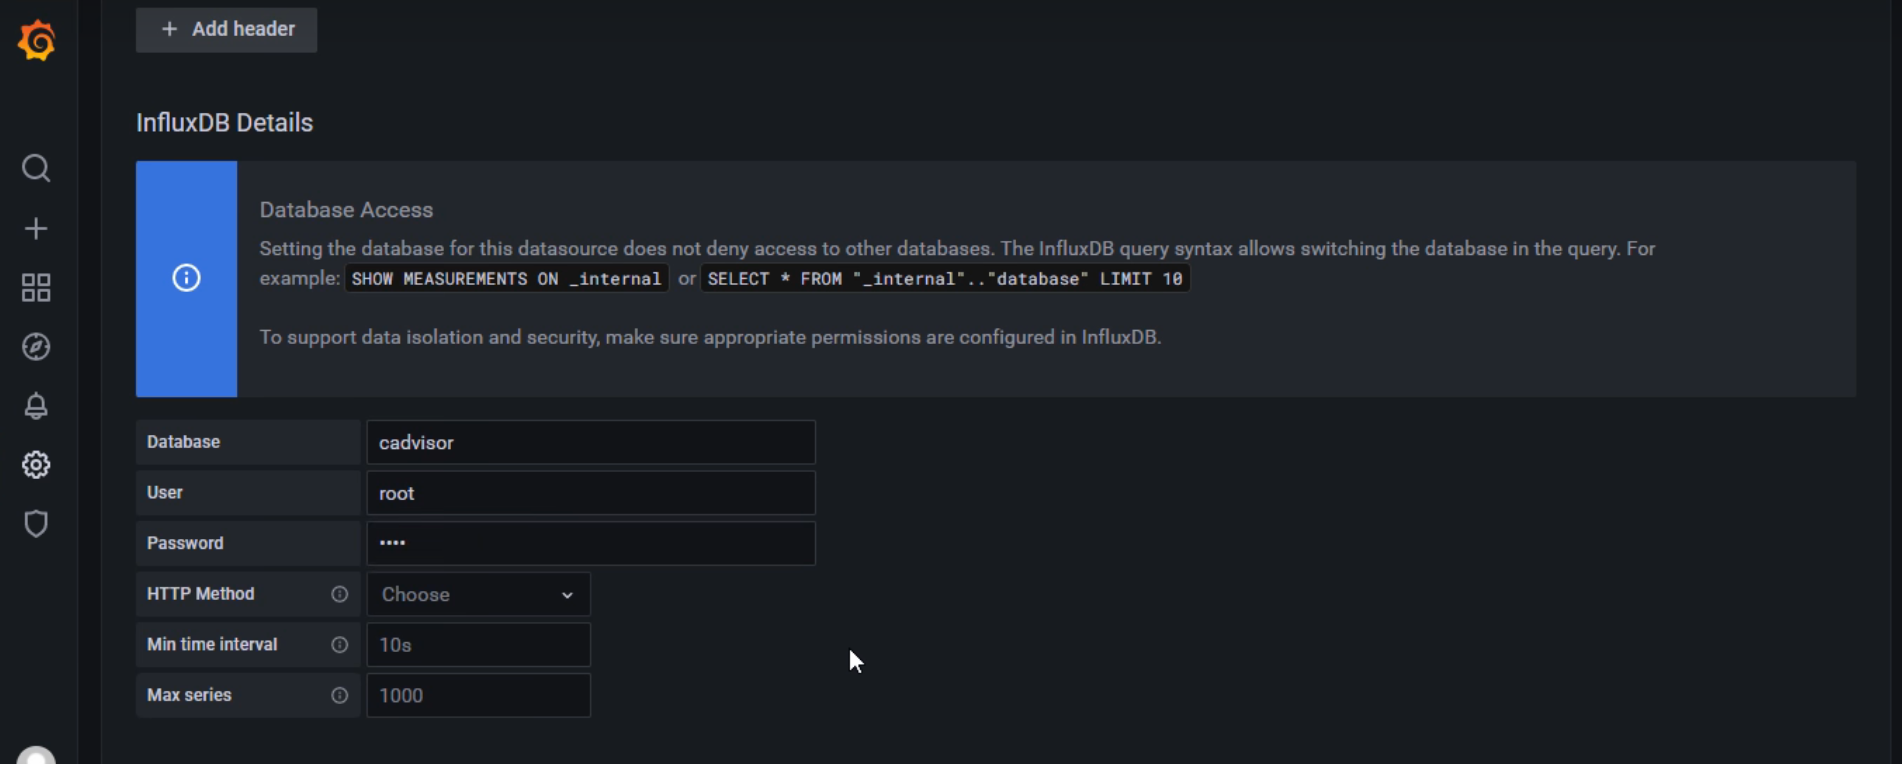 + Add header
InfluxDB Details
Database Access
Setting the database for this datasource does not deny access to other databases. The InfluxDB query syntax allows switching the database in the query. For
example: SHOW MEASUREMENTS ON _internal or SELECT * FROM "_internal".."database" LIMIT 10
To support data isolation and security, make sure appropriate permissions are configured in InfluxDB.
Database cadvisor
User root
Password ••••
HTTP Method Choose
Min time interval 10s
Max series 1000